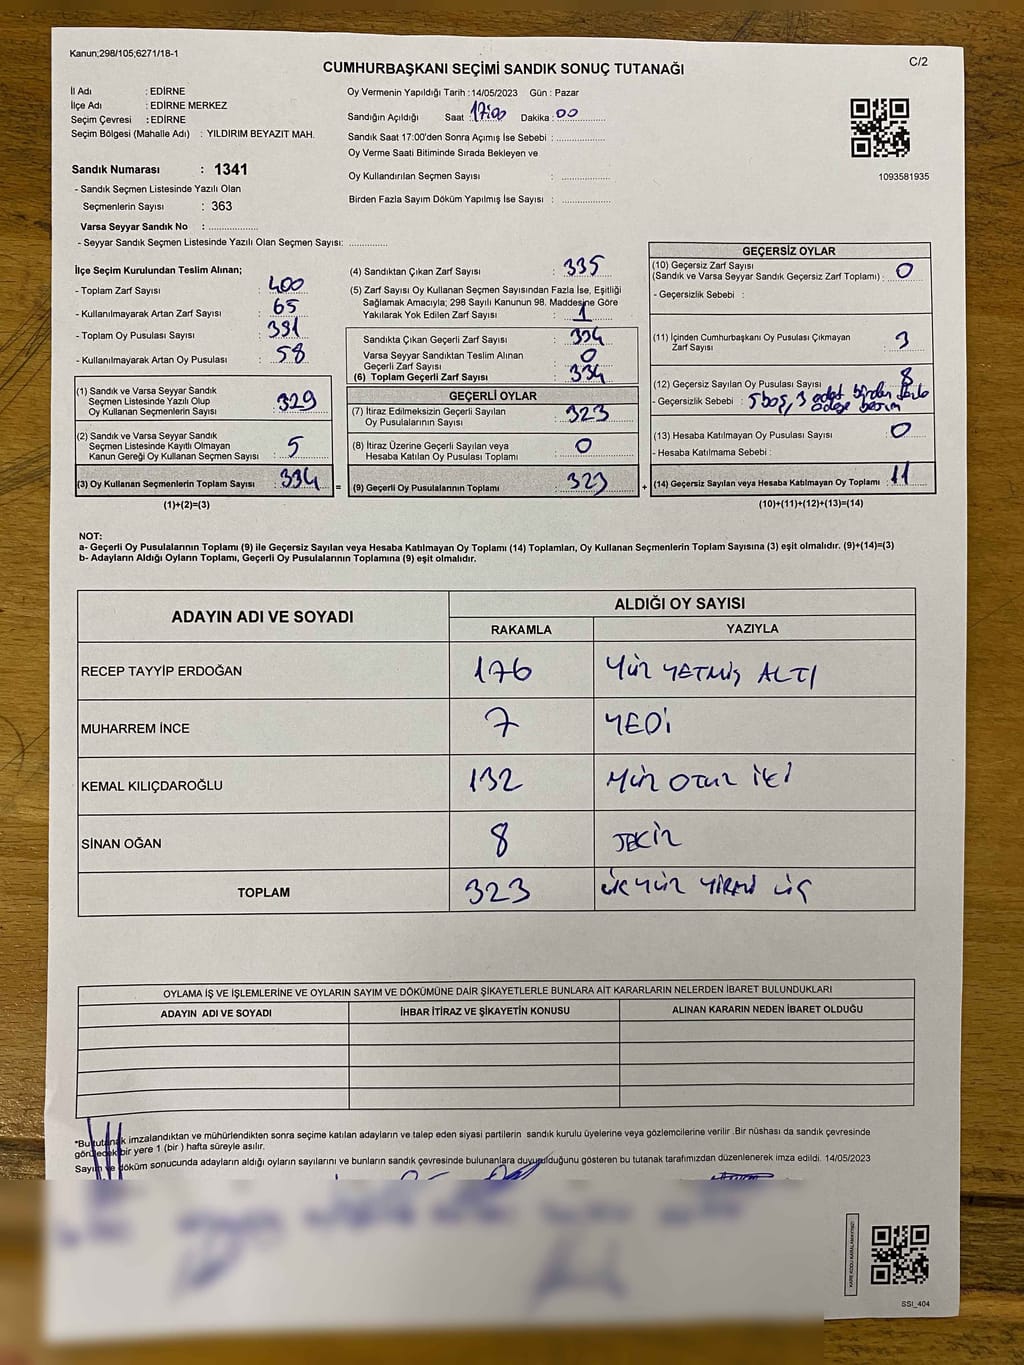 Kanun;298/105;6271/18-1
C/2
CUMHURBAŞKANI SEÇİMİ SANDIK SONUÇ TUTANAĞI
İl Adı : EDİRNE
İlçe Adı : EDİRNE MERKEZ
Seçim Çevresi : EDİRNE
Seçim Bölgesi (Mahalle Adı) : YILDIRIM BEYAZIT MAH.
Sandık Numarası : 1341
- Sandık Seçmen Listesinde Yazılı Olan
Seçmenlerin Sayısı : 363
Varsa Seyyar Sandık No : ....................
- Seyyar Sandık Seçmen Listesinde Yazılı Olan Seçmen Sayısı: ..............
Oy Vermenin Yapıldığı Tarih :14/05/2023 Gün : Pazar
Sandığın Açıldığı Saat 17:00 Dakika : 00
Sandık Saat 17:00'den Sonra Açımış İse Sebebi : ..................
Oy Verme Saati Bitiminde Sırada Bekleyen ve
Oy Kullandırılan Seçmen Sayısı : ..................
Birden Fazla Sayım Döküm Yapılmış İse Sayısı : ..................
1093581935
İlçe Seçim Kurulundan Teslim Alınan;
- Toplam Zarf Sayısı : 400
- Kullanılmayarak Artan Zarf Sayısı : 65
- Toplam Oy Pusulası Sayısı : 391
- Kullanılmayarak Artan Oy Pusulası : 58
(1) Sandık ve Varsa Seyyar Sandık
Seçmen Listesinde Yazılı Olup
Oy Kullanan Seçmenlerin Sayısı : 329
(2) Sandık ve Varsa Seyyar Sandık
Seçmen Listesinde Kayıtlı Olmayan
Kanun Gereği Oy Kullanan Seçmen Sayısı : 5
(3) Oy Kullanan Seçmenlerin Toplam Sayısı : 334 =
(1)+(2)=(3)
(4) Sandıktan Çıkan Zarf Sayısı : 335
(5) Zarf Sayısı Oy Kullanan Seçmen Sayısından Fazla İse, Eşitliği
Sağlamak Amacıyla; 298 Sayılı Kanunun 98. Maddesine Göre
Yakılarak Yok Edilen Zarf Sayısı : 1
Sandıkta Çıkan Geçerli Zarf Sayısı : 334
Varsa Seyyar Sandıktan Teslim Alınan
Geçerli Zarf Sayısı : 0
(6) Toplam Geçerli Zarf Sayısı : 334
GEÇERLİ OYLAR
(7) İtiraz Edilmeksizin Geçerli Sayılan
Oy Pusulalarının Sayısı : 323
(8) İtiraz Üzerine Geçerli Sayılan veya
Hesaba Katılan Oy Pusulası Toplamı : 0
(9) Geçerli Oy Pusulalarının Toplamı : 323 +
GEÇERSİZ OYLAR
(10) Geçersiz Zarf Sayısı
(Sandık ve Varsa Seyyar Sandık Geçersiz Zarf Toplamı) : 0
- Geçersizlik Sebebi :
(11) İçinden Cumhurbaşkanı Oy Pusulası Çıkmayan
Zarf Sayısı : 3
(12) Geçersiz Sayılan Oy Pusulası Sayısı : 8
- Geçersizlik Sebebi : 5 boş, 3 adet birden fazla
adaya basım
(13) Hesaba Katılmayan Oy Pusulası Sayısı : 0
- Hesaba Katılmama Sebebi :
(14) Geçersiz Sayılan veya Hesaba Katılmayan Oy Toplamı : 11
(10)+(11)+(12)+(13)=(14)
NOT:
a- Geçerli Oy Pusulalarının Toplamı (9) ile Geçersiz Sayılan veya Hesaba Katılmayan Oy Toplamı (14) Toplamları, Oy Kullanan Seçmenlerin Toplam Sayısına (3) eşit olmalıdır. (9)+(14)=(3)
b- Adayların Aldığı Oyların Toplamı, Geçerli Oy Pusulalarının Toplamına (9) eşit olmalıdır.
ADAYIN ADI VE SOYADI ALDIĞI OY SAYISI
RAKAMLA YAZIYLA
RECEP TAYYİP ERDOĞAN 176 YÜZ YETMİŞ ALTI
MUHARREM İNCE 7 YEDİ
KEMAL KILIÇDAROĞLU 132 YÜZ OTUZ İKİ
SİNAN OĞAN 8 SEKİZ
TOPLAM 323 ÜÇ YÜZ YİRMİ ÜÇ
OYLAMA İŞ VE İŞLEMLERİNE VE OYLARIN SAYIM VE DÖKÜMÜNE DAİR ŞİKAYETLERLE BUNLARA AİT KARARLARIN NELERDEN İBARET BULUNDUKLARI
ADAYIN ADI VE SOYADI İHBAR İTİRAZ VE ŞİKAYETİN KONUSU ALINAN KARARIN NEDEN İBARET OLDUĞU
*Bu tutanak imzalandıktan ve mühürlendikten sonra seçime katılan adayların ve talep eden siyasi partilerin sandık kurulu üyelerine veya gözlemcilerine verilir .Bir nüshası da sandık çevresinde
görülecek bir yere 1 (bir ) hafta süreyle asılır.
Sayım ve döküm sonucunda adayların aldığı oyların sayılarını ve bunların sandık çevresinde bulunanlara duyurulduğunu gösteren bu tutanak tarafımızdan düzenlenerek imza edildi. 14/05/2023
SSI_404